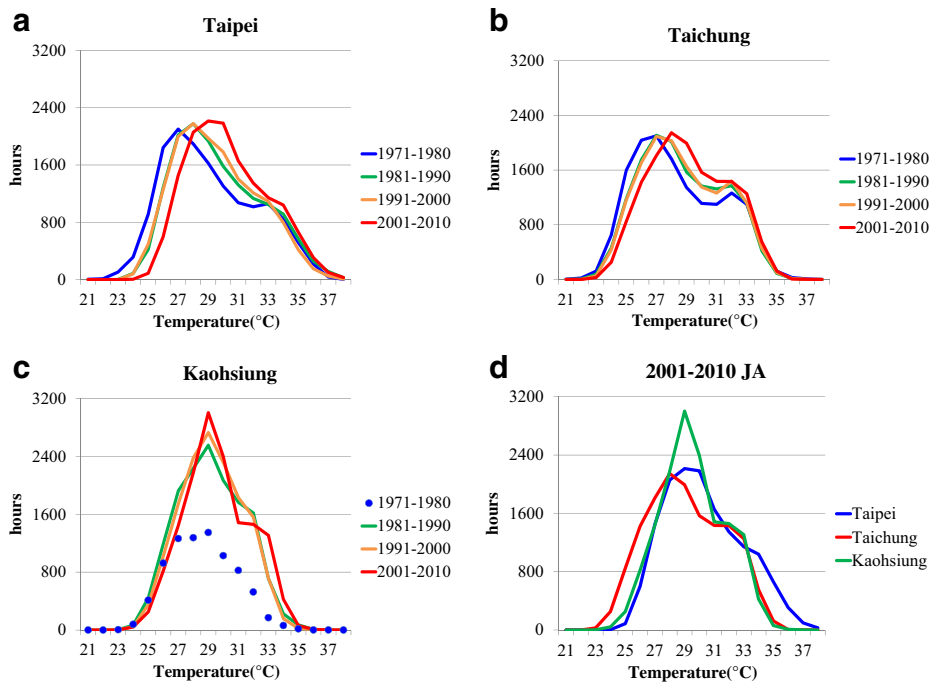 a
Taipei
3200
2400
1600
800
0
hours
21 23 25 27 29 31 33 35 37
Temperature(°C)
1971-1980
1981-1990
1991-2000
2001-2010
b
Taichung
3200
2400
1600
800
0
hours
21 23 25 27 29 31 33 35 37
Temperature(°C)
1971-1980
1981-1990
1991-2000
2001-2010
c
Kaohsiung
3200
2400
1600
800
0
hours
21 23 25 27 29 31 33 35 37
Temperature(°C)
1971-1980
1981-1990
1991-2000
2001-2010
d
2001-2010 JA
3200
2400
1600
800
0
hours
21 23 25 27 29 31 33 35 37
Temperature(°C)
Taipei
Taichung
Kaohsiung